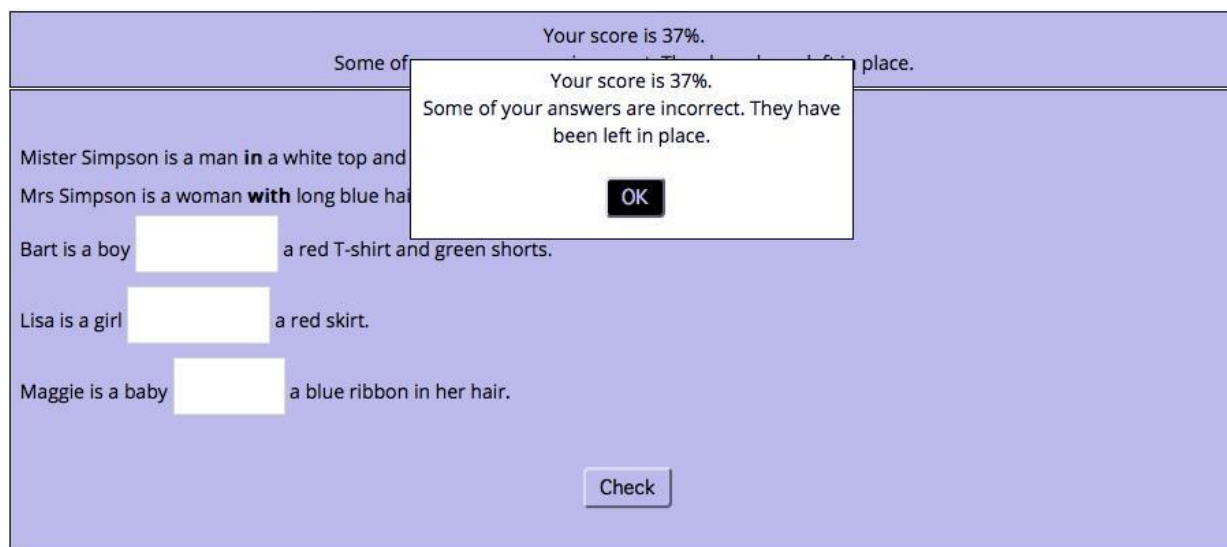 Your score is 37%.
Some of place.
Your score is 37%.
Some of your answers are incorrect. They have
been left in place.
OK
Mister Simpson is a man in a white top and
Mrs Simpson is a woman with long blue hai
Bart is a boy a red T-shirt and green shorts.
Lisa is a girl a red skirt.
Maggie is a baby a blue ribbon in her hair.
Check